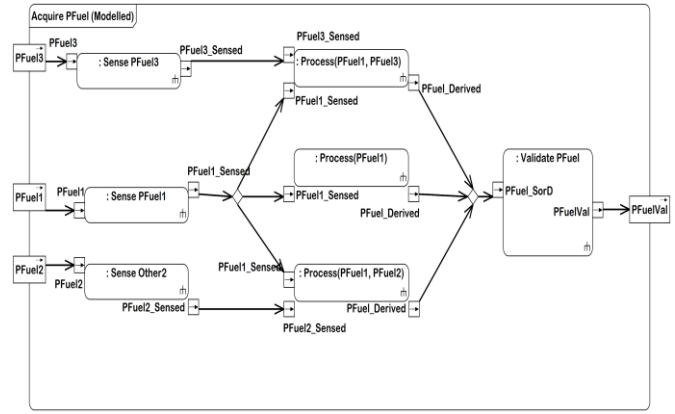 Acquire PFuel (Modelled)
PFuel3
PFuel3
: Sense PFuel3
PFuel3_Sensed
PFuel3_Sensed
: Process(PFuel1, PFuel3)
PFuel1_Sensed
PFuel_Derived
PFuel1
PFuel1
: Sense PFuel1
PFuel1_Sensed
: Process(PFuel1)
PFuel1_Sensed
PFuel_Derived
: Validate PFuel
PFuel_SorD
PFuelVal
PFuelVal
PFuel2
PFuel2
: Sense Other2
PFuel2_Sensed
PFuel1_Sensed
: Process(PFuel1, PFuel2)
PFuel2_Sensed
PFuel_Derived